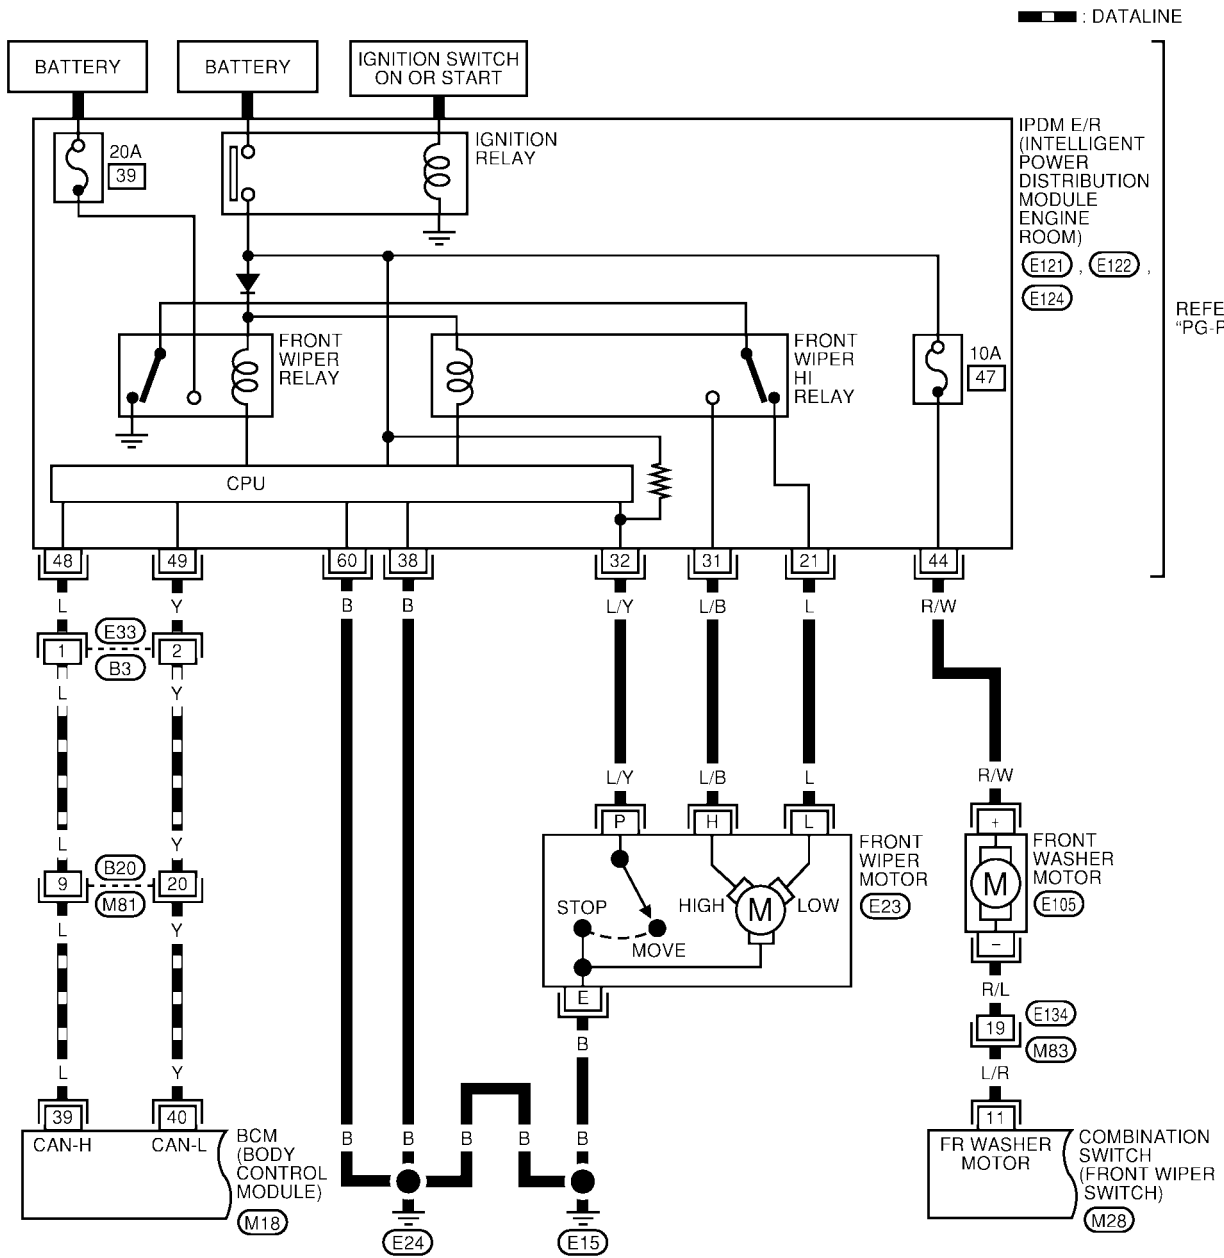 : DATALINE
BATTERY
BATTERY
IGNITION SWITCH
ON OR START
20A
39
IGNITION
RELAY
IPDM E/R
(INTELLIGENT
POWER
DISTRIBUTION
MODULE
ENGINE
ROOM)
E121 , E122 ,
E124
REFE
"PG-P
FRONT
WIPER
RELAY
FRONT
WIPER
HI
RELAY
10A
47
CPU
48 49 60 38 32 31 21 44
L Y B B L/Y L/B L R/W
E33
1 2
B3
L Y
L/Y L/B L R/W
P H L +
FRONT
WIPER
MOTOR
E23
FRONT
WASHER
MOTOR
E105
L Y
B20
9 20
M81
L Y
STOP
MOVE
HIGH M LOW
M
–
E
R/L
B
19
E134
M83
L Y
L/R
39 40
11
CAN-H CAN-L
BCM
(BODY
CONTROL
MODULE)
M18
B B B B B
E24
E15
FR WASHER
MOTOR
COMBINATION
SWITCH
(FRONT WIPER
SWITCH)
M28